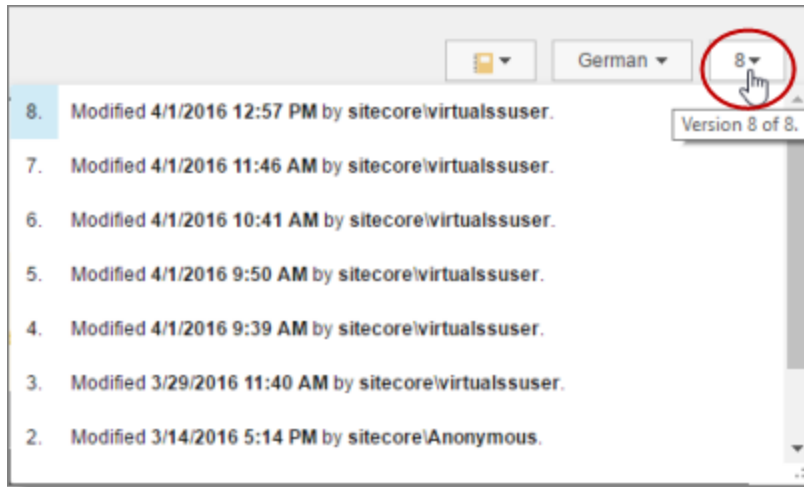 German
8
Version 8 of 8.
8. Modified 4/1/2016 12:57 PM by sitecore\virtualssuser.
7. Modified 4/1/2016 11:46 AM by sitecore\virtualssuser.
6. Modified 4/1/2016 10:41 AM by sitecore\virtualssuser.
5. Modified 4/1/2016 9:50 AM by sitecore\virtualssuser.
4. Modified 4/1/2016 9:39 AM by sitecore\virtualssuser.
3. Modified 3/29/2016 11:40 AM by sitecore\virtualssuser.
2. Modified 3/14/2016 5:14 PM by sitecore\Anonymous.